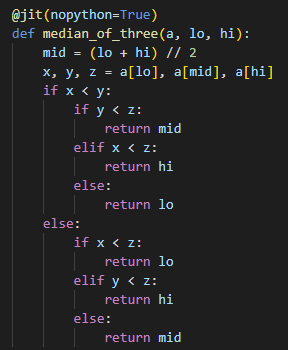 @jit(nopython=True)
def median_of_three(a, lo, hi):
    mid = (lo + hi) // 2
    x, y, z = a[lo], a[mid], a[hi]
    if x < y:
        if y < z:
            return mid
        elif x < z:
            return hi
        else:
            return lo
    else:
        if x < z:
            return lo
        elif y < z:
            return hi
        else:
            return mid